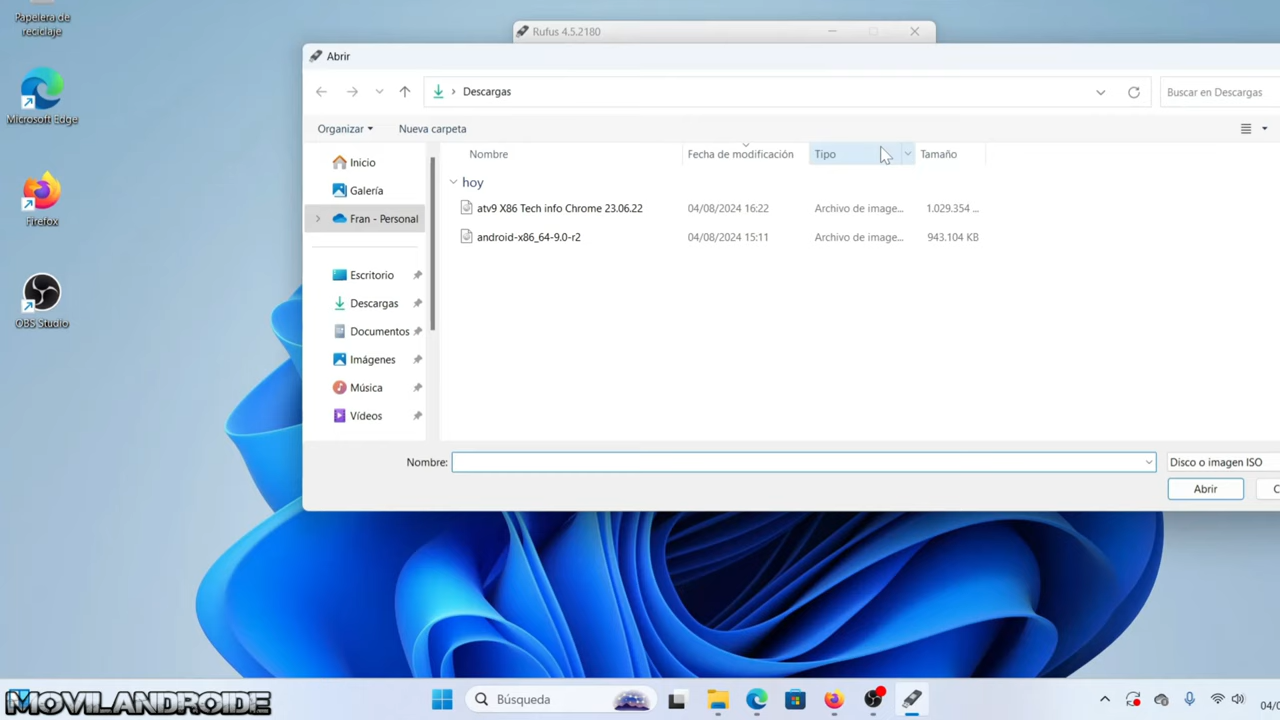 Papelera de
reciclaje
Microsoft Edge
Firefox
OBS Studio
Rufus 4.5.2180
Abrir
Descargas
Buscar en Descargas
Organizar
Nueva carpeta
Inicio
Galería
Fran - Personal
Escritorio
Descargas
Documentos
Imágenes
Música
Vídeos
Nombre
Fecha de modificación
Tipo
Tamaño
hoy
atv9 X86 Tech info Chrome 23.06.22
04/08/2024 16:22
Archivo de image...
1.029.354 ...
android-x86_64-9.0-r2
04/08/2024 15:11
Archivo de image...
943.104 KB
Nombre:
Disco o imagen ISO
Abrir
C
MOVILANDROIDE
Búsqueda
04/0